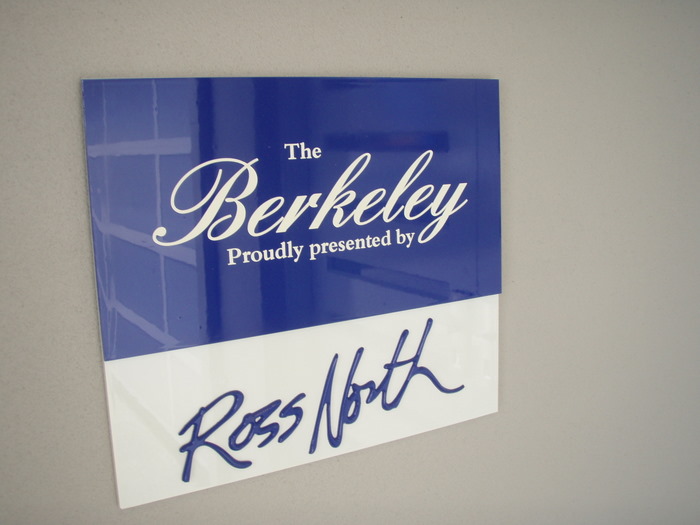 The
Berkeley
Proudly presented by
Ross North